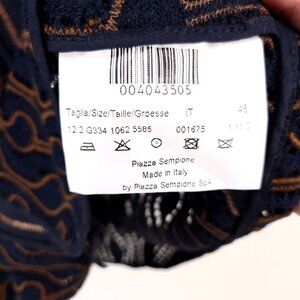 004043505
Taglia/Size/Taille/Groesse IT 48
12 2 G334 1062 5585 001675
Piazza Sempione
Made in Italy
by Piazza Sempione SpA